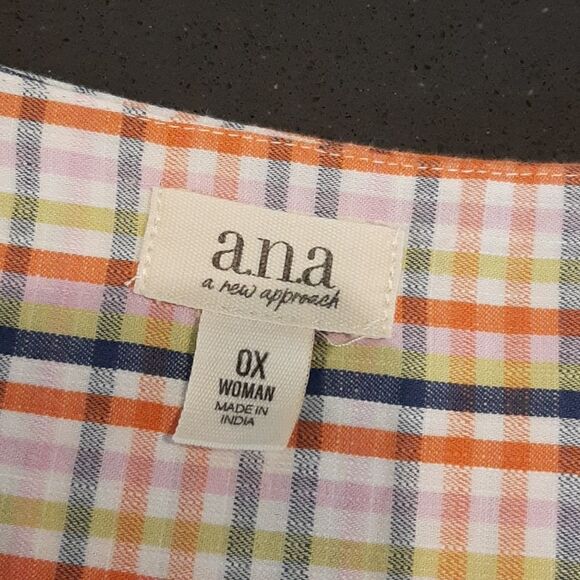 a.n.a
a new approach
0X
WOMAN
MADE IN
INDIA